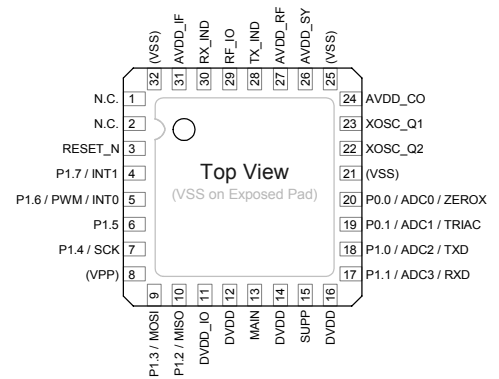 (VSS)
AVDD_IF
RX_IND
RF_IO
TX_IND
AVDD_RF
AVDD_SY
(VSS)
32 31 30 29 28 27 26 25
N.C. 1
N.C. 2
RESET_N 3
P1.7 / INT1 4
P1.6 / PWM / INT0 5
P1.5 6
P1.4 / SCK 7
(VPP) 8
Top View
(VSS on Exposed Pad)
24 AVDD_CO
23 XOSC_Q1
22 XOSC_Q2
21 (VSS)
20 P0.0 / ADC0 / ZEROX
19 P0.1 / ADC1 / TRIAC
18 P1.0 / ADC2 / TXD
17 P1.1 / ADC3 / RXD
9 10 11 12 13 14 15 16
P1.3 / MOSI
P1.2 / MISO
DVDD_IO
DVDD
MAIN
DVDD
SUPP
DVDD